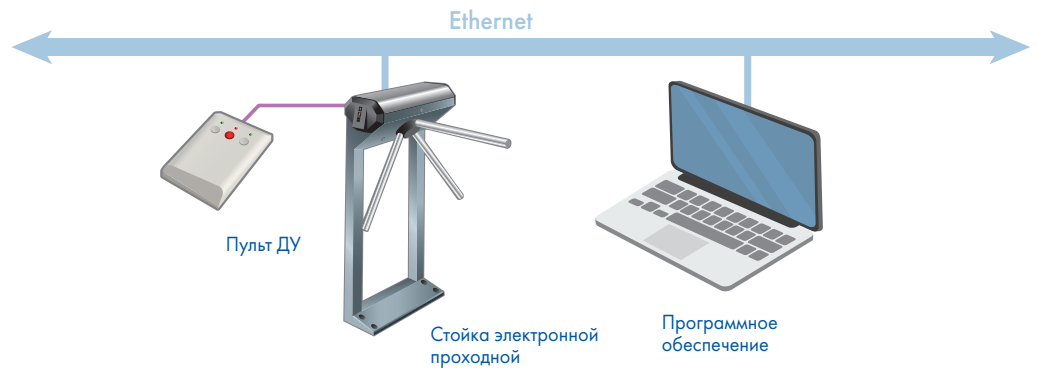 Ethernet
Пульт ДУ
Стойка электронной
проходной
Программное
обеспечение